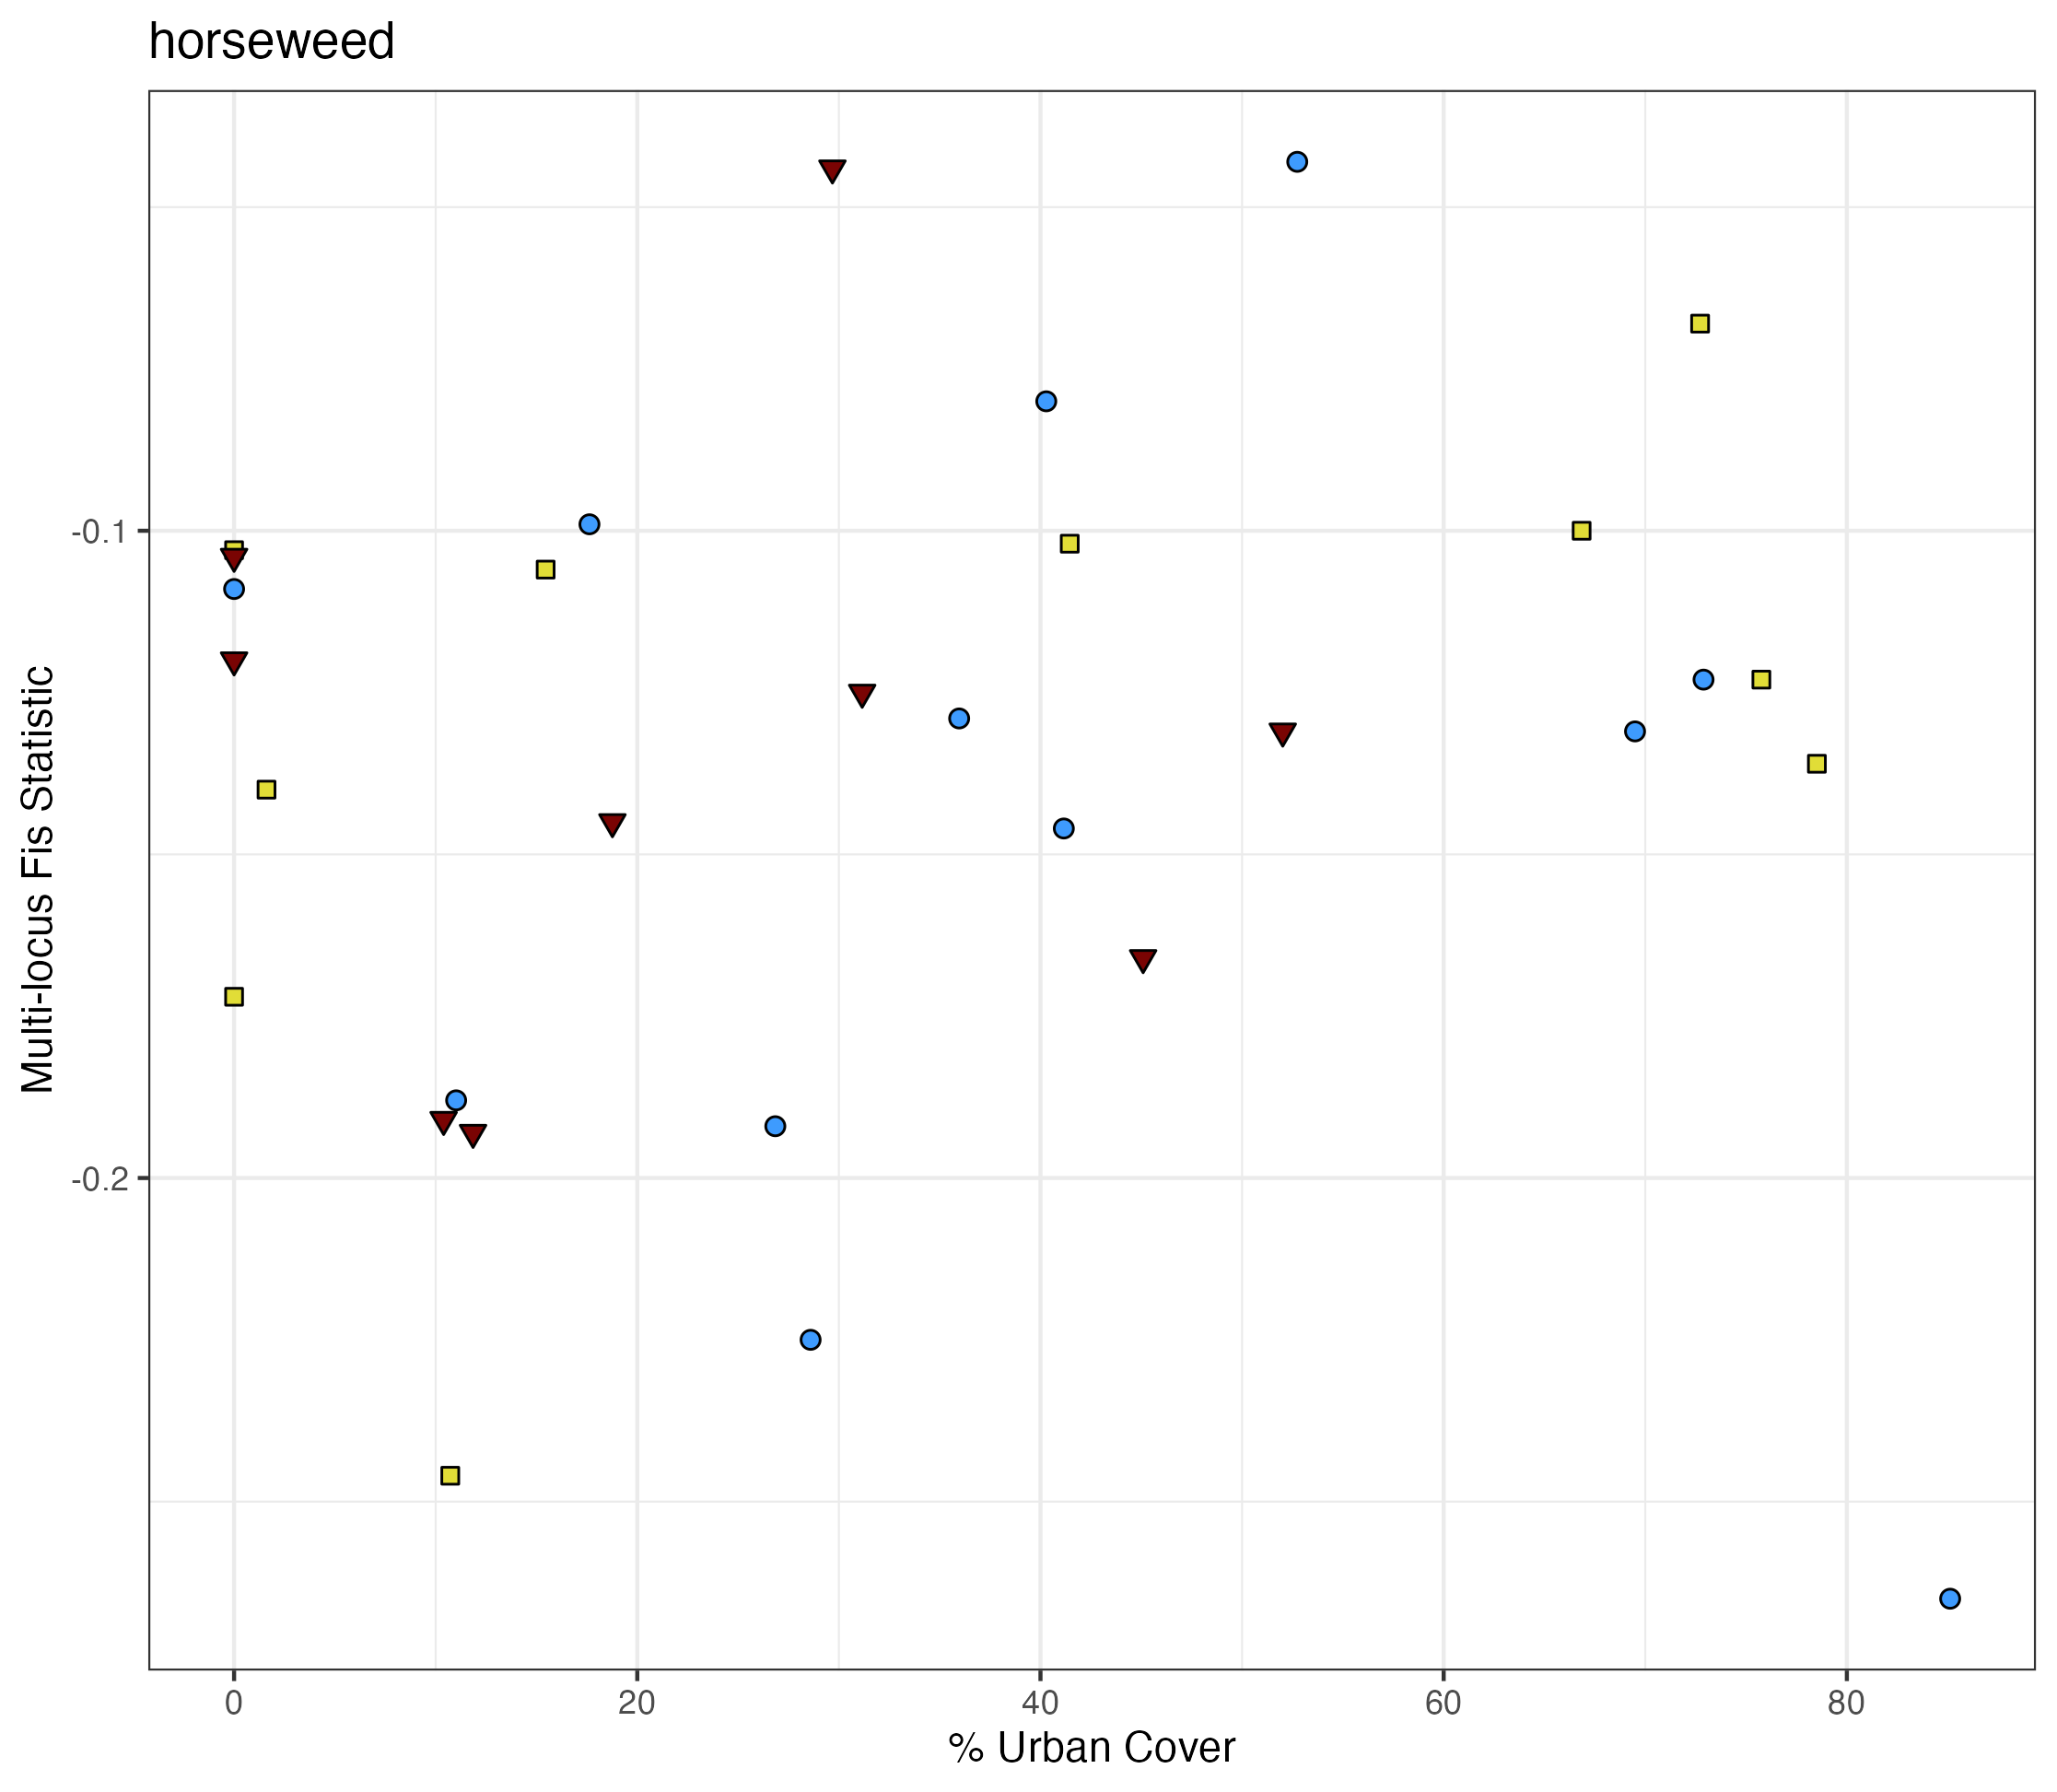 horseweed
Multi-locus Fis Statistic
-0.1
-0.2
0 20 40 60 80
% Urban Cover